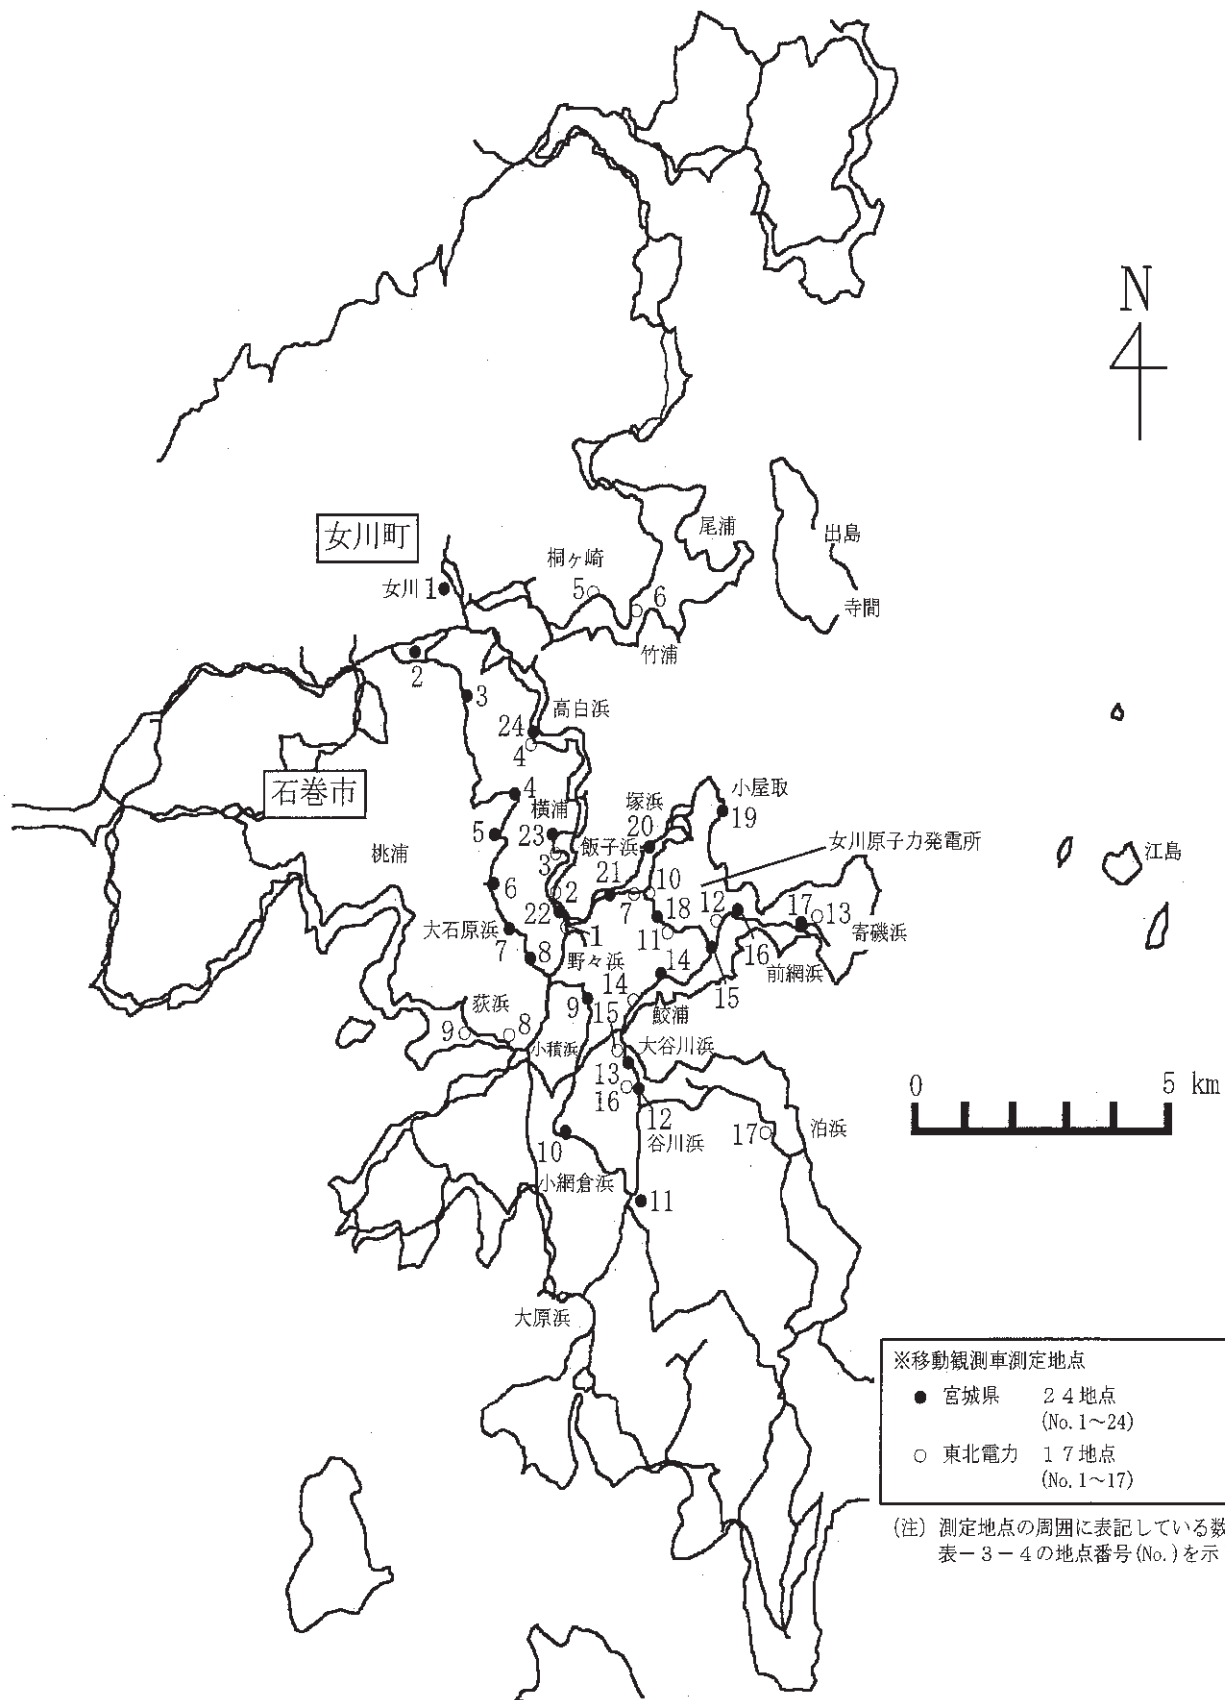 N
尾浦
出島
女川町
桐ヶ崎
女川 1
5
6
寺間
竹浦
2
3
高白浜
24
4
石巻市
4
横浦
塚浜
小屋取
19
5
23
20
女川原子力発電所
江島
桃浦
3
飯子浜
6
21
10
2
7
12
17
13
22
18
大石原浜
1
11
16
寄磯浜
7
8
野々浜
14
前網浜
15
9
14
荻浜
15
鮫浦
9
8
小積浜
大谷川浜
13
16
0 5 km
12
10
谷川浜
17
泊浜
小網倉浜
11
大原浜
※移動観測車測定地点
● 宮城県 24地点
(No.1~24)
○ 東北電力 17地点
(No.1~17)
(注) 測定地点の周囲に表記している数
表-3-4の地点番号(No.)を示